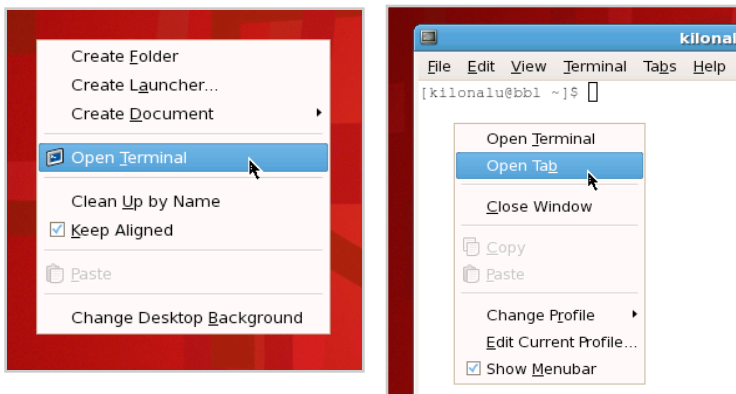 Create Folder
Create Launcher...
Create Document
Open Terminal
Clean Up by Name
Keep Aligned
Paste
Change Desktop Background
File Edit View Terminal Tabs Help
[kilonalu@bbl ~]$
Open Terminal
Open Tab
Close Window
Copy
Paste
Change Profile
Edit Current Profile...
Show Menubar